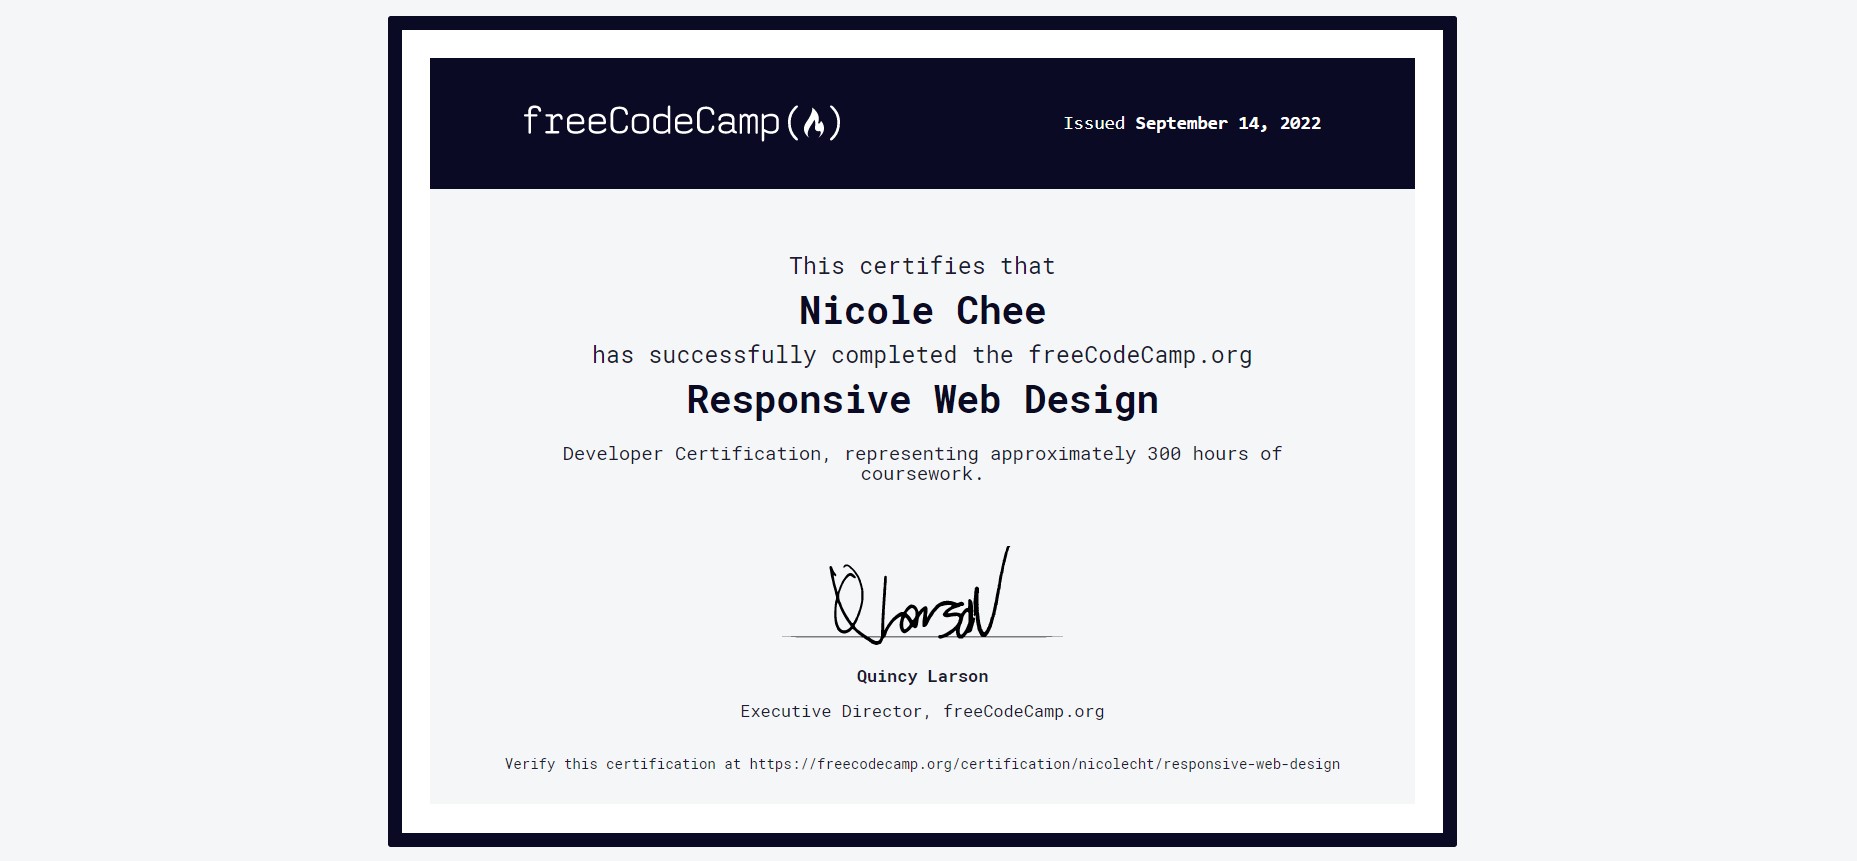 freeCodeCamp(🔥)
Issued September 14, 2022
This certifies that
Nicole Chee
has successfully completed the freeCodeCamp.org
Responsive Web Design
Developer Certification, representing approximately 300 hours of
coursework.
Q Larson
Quincy Larson
Executive Director, freeCodeCamp.org
Verify this certification at https://freecodecamp.org/certification/nicolecht/responsive-web-design